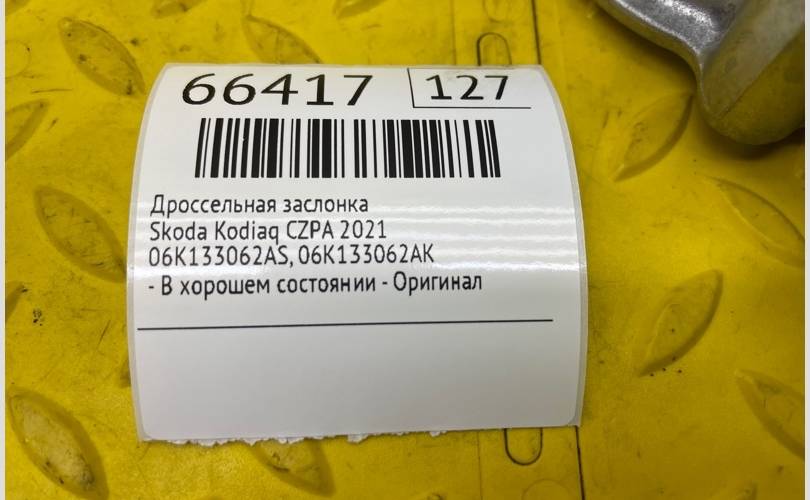 66417 127
Дроссельная заслонка
Skoda Kodiaq CZPA 2021
06K133062AS, 06K133062AK
- В хорошем состоянии - Оригинал